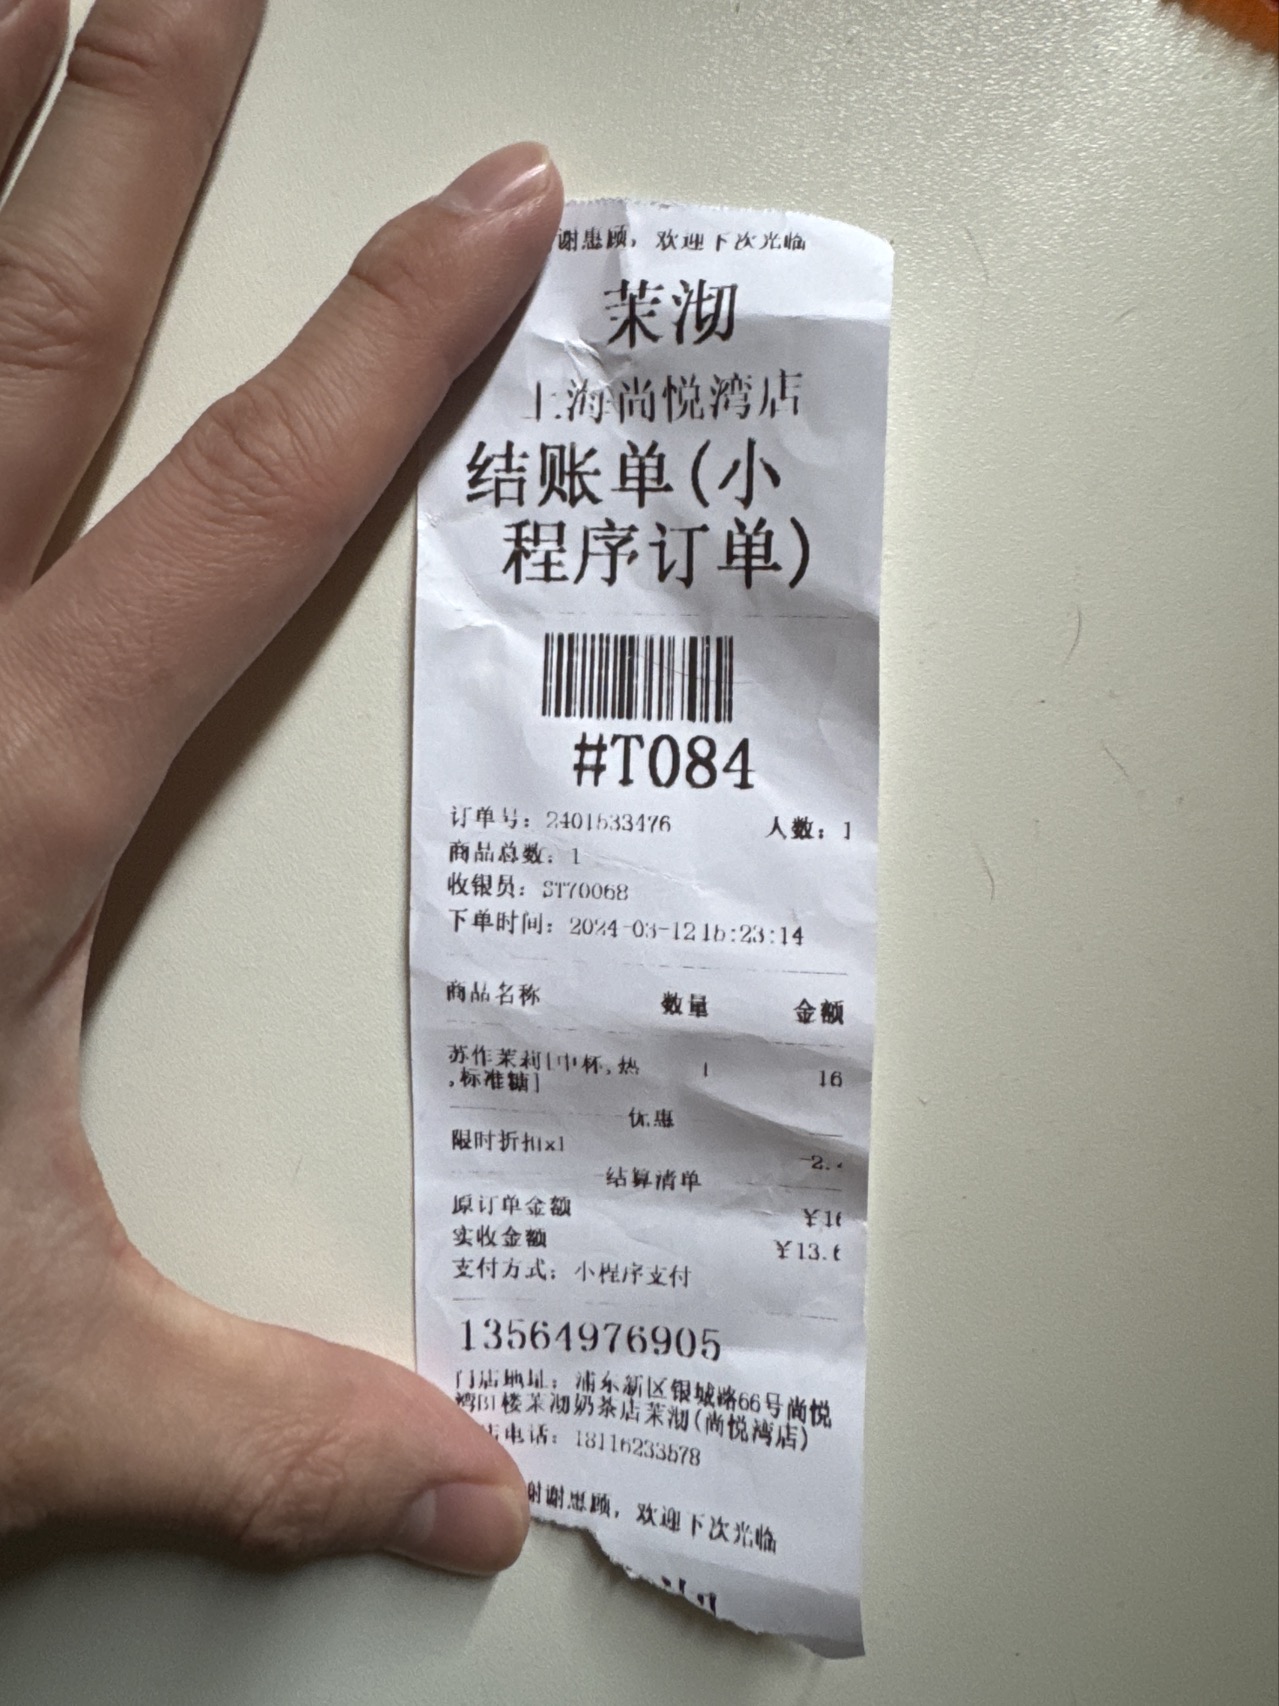 谢惠顾，欢迎下次光临
茉沏
上海尚悦湾店
结账单(小
程序订单)
#T084
订单号: 2401533476 人数: 1
商品总数: 1
收银员: ST70068
下单时间: 2024-03-12
商品名称 数量 金额
苏作茉莉[中杯,热 1 16
,标准糖]
优惠
限时折扣x1 -2.
结算清单
原订单金额 ¥16
实收金额 ¥13.6
支付方式: 小程序支付
13564976905
门店地址: 浦东新区银城路66号尚悦
湾B1楼茉沏奶茶店茉沏(尚悦湾店)
店电话: 18116233578
谢谢惠顾，欢迎下次光临